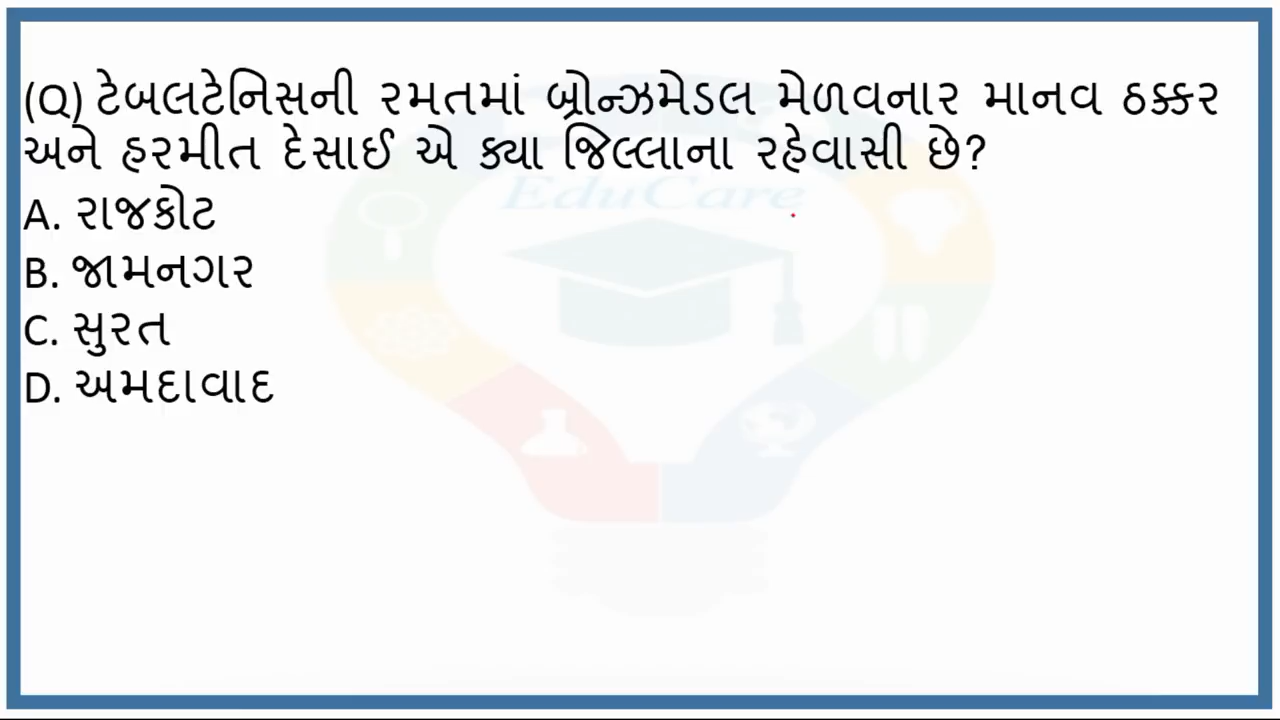 (Q) ટેબલટેનિસની રમતમાં બ્રોન્ઝમેડલ મેળવનાર માનવ ઠક્કર
અને હરમીત દેસાઈ એ ક્યા જિલ્લાના રહેવાસી છે?
EduCare
A. રાજકોટ
B. જામનગર
C. સુરત
D. અમદાવાદ